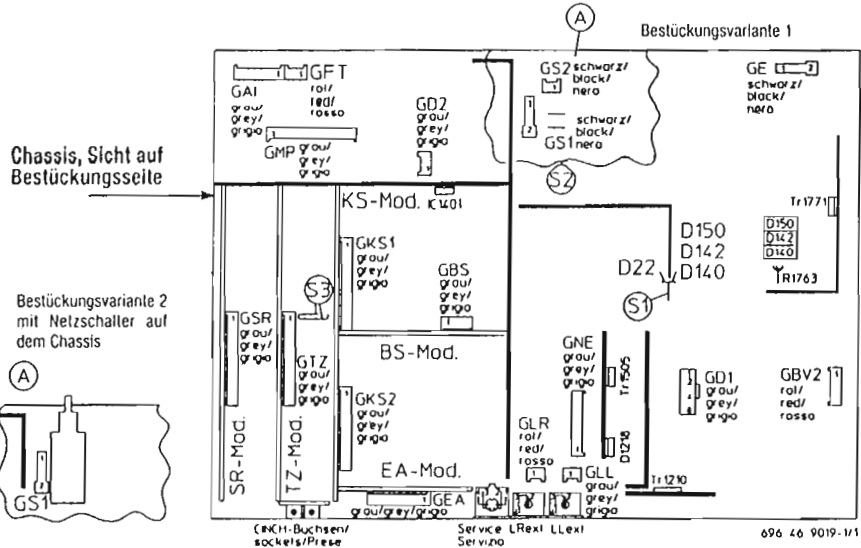 A
Bestückungsvariante 1
GAI
grau/
grey/
grigio
GFT
rot/
red/
rosso
GMP
grau/
grey/
grigio
GD2
grau/
grey/
grigio
GS2
schwarz/
black/
nero
schwarz/
black/
nero
GS1
S2
GE
schwarz/
black/
nero
Chassis, Sicht auf
Bestückungsseite
KS-Mod.
IC1401
GKS1
grau/
grey/
grigio
GBS
grau/
grey/
grigio
S3
D150
D142
D140
D22
S1
Tr1771
D150
D142
D140
R1763
Bestückungsvariante 2
mit Netzschalter auf
dem Chassis
A
GS1
GSR
grau/
grey/
grigio
SR-Mod.
GTZ
grau/
grey/
grigio
TZ-Mod.
BS-Mod.
GKS2
grau/
grey/
grigio
EA-Mod.
GEA
grau/grey/grigio
GNE
grau/
grey/
grigio
Tr1505
D1218
GLR
rot/
red/
rosso
GLL
grau/
grey/
grigio
Tr1210
GD1
grau/
grey/
grigio
GBV2
rot/
red/
rosso
CINCH-Buchsen/
sockets/Prese
Service
Servizio
LRext
LLext
696 46 9019-1/1